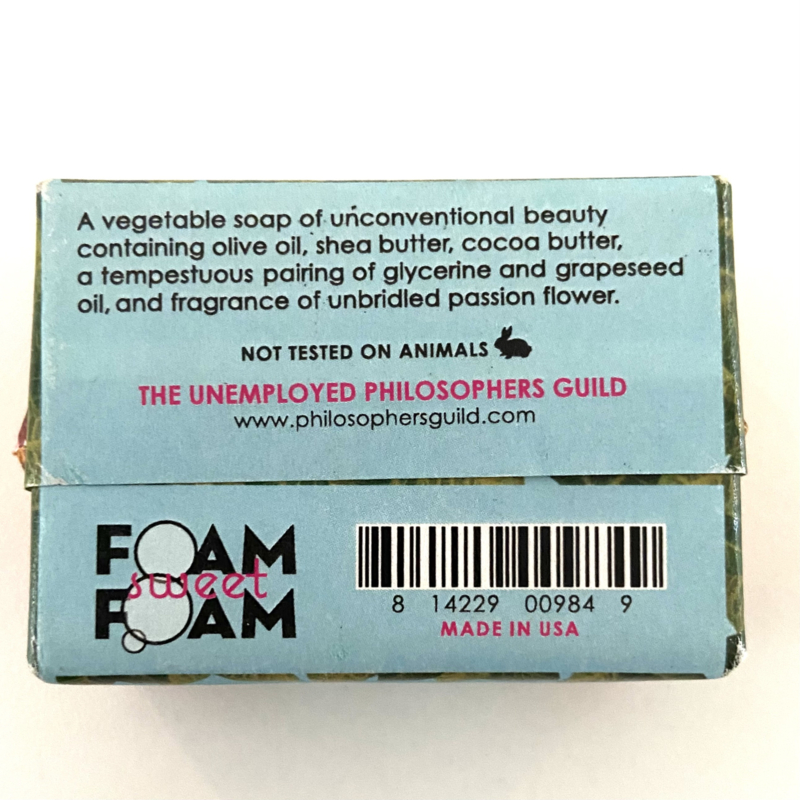 A vegetable soap of unconventional beauty
containing olive oil, shea butter, cocoa butter,
a tempestuous pairing of glycerine and grapeseed
oil, and fragrance of unbridled passion flower.
NOT TESTED ON ANIMALS
THE UNEMPLOYED PHILOSOPHERS GUILD
www.philosophersguild.com
FOAM
sweet
FOAM
8 14229 00984 9
MADE IN USA